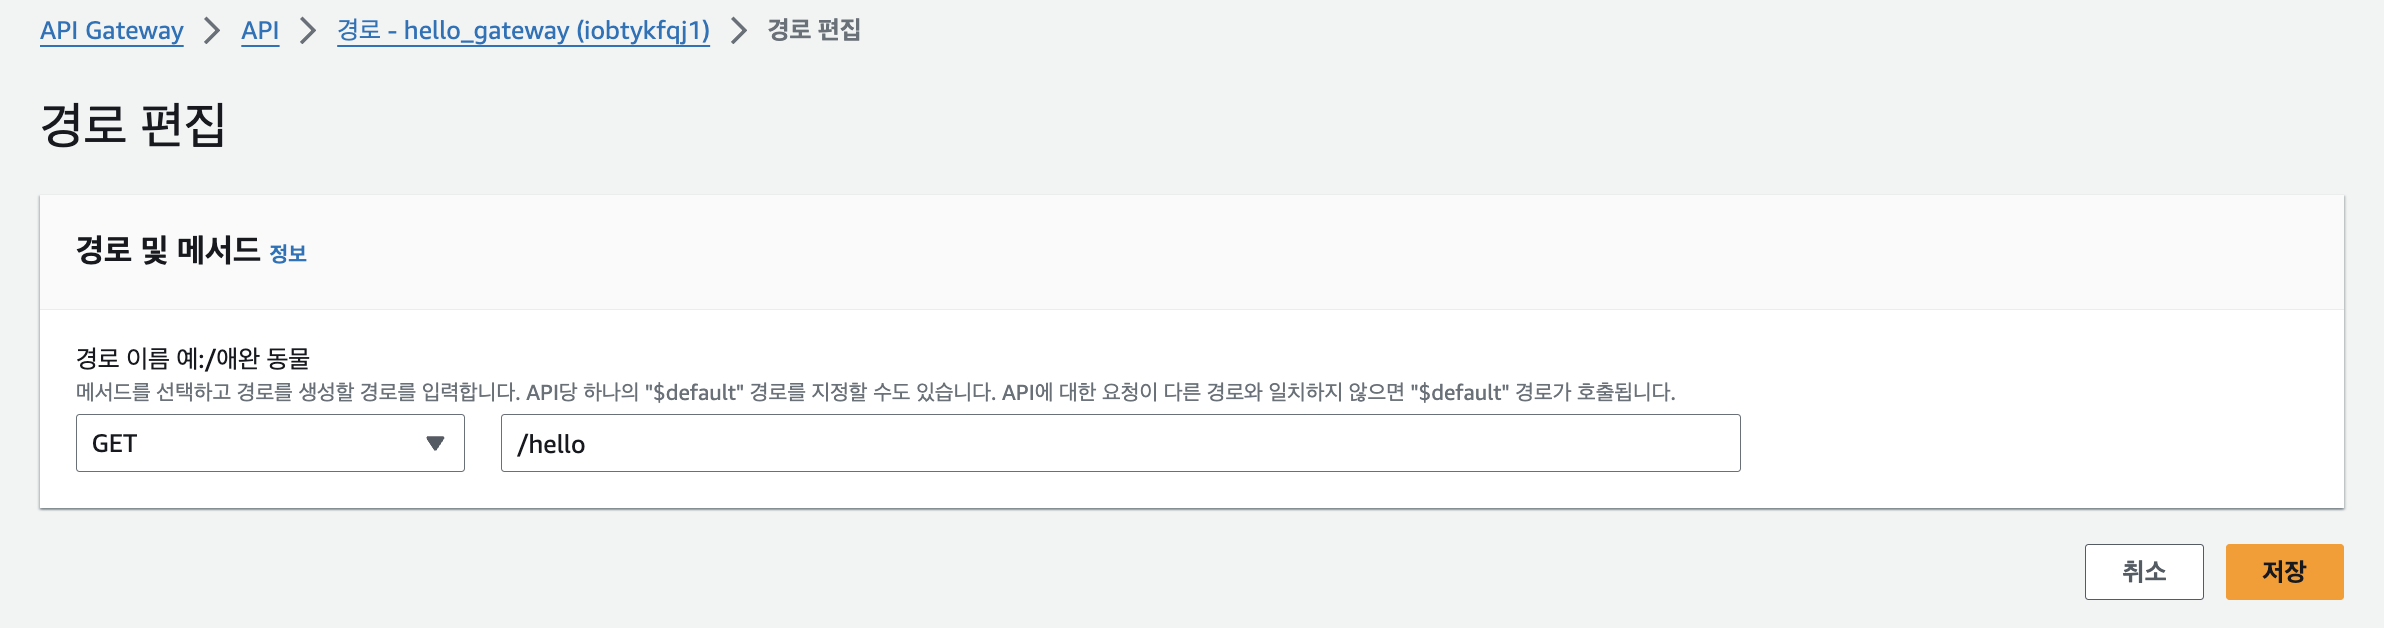 API Gateway > API > 경로 - hello_gateway (iobtykfqj1) > 경로 편집
경로 편집
경로 및 메서드 정보
경로 이름 예:/애완 동물
메서드를 선택하고 경로를 생성할 경로를 입력합니다. API당 하나의 "$default" 경로를 지정할 수도 있습니다. API에 대한 요청이 다른 경로와 일치하지 않으면 "$default" 경로가 호출됩니다.
GET /hello
취소 저장